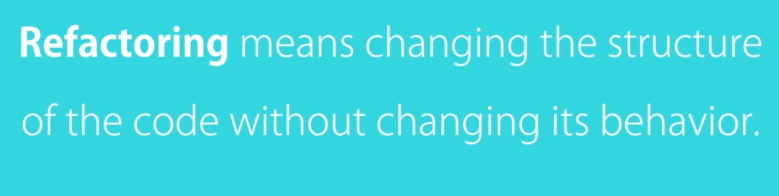 Refactoring means changing the structure
of the code without changing its behavior.